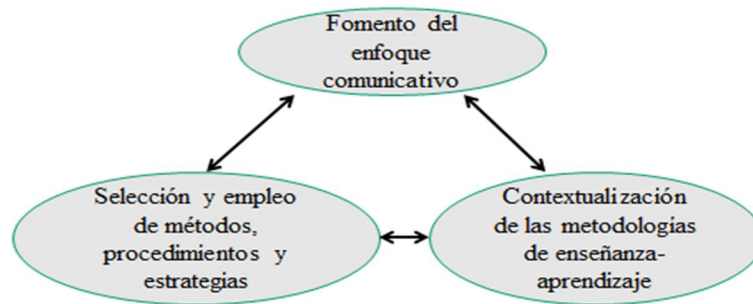 Fomento del
enfoque
comunicativo
Selección y empleo
de métodos,
procedimientos y
estrategias
Contextualización
de las metodologías
de enseñanza-
aprendizaje